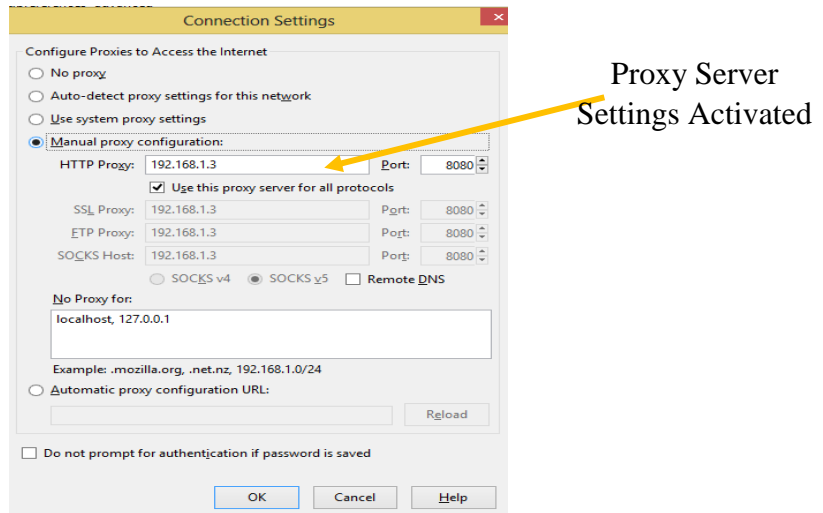 Connection Settings
Configure Proxies to Access the Internet
No proxy
Auto-detect proxy settings for this network
Use system proxy settings
Manual proxy configuration:
HTTP Proxy: 192.168.1.3 Port: 8080
Use this proxy server for all protocols
SSL Proxy: 192.168.1.3 Port: 8080
FTP Proxy: 192.168.1.3 Port: 8080
SOCKS Host: 192.168.1.3 Port: 8080
SOCKS v4 SOCKS v5 Remote DNS
No Proxy for:
localhost, 127.0.0.1
Example: .mozilla.org, .net.nz, 192.168.1.0/24
Automatic proxy configuration URL:
Reload
Do not prompt for authentication if password is saved
OK Cancel Help
Proxy Server
Settings Activated